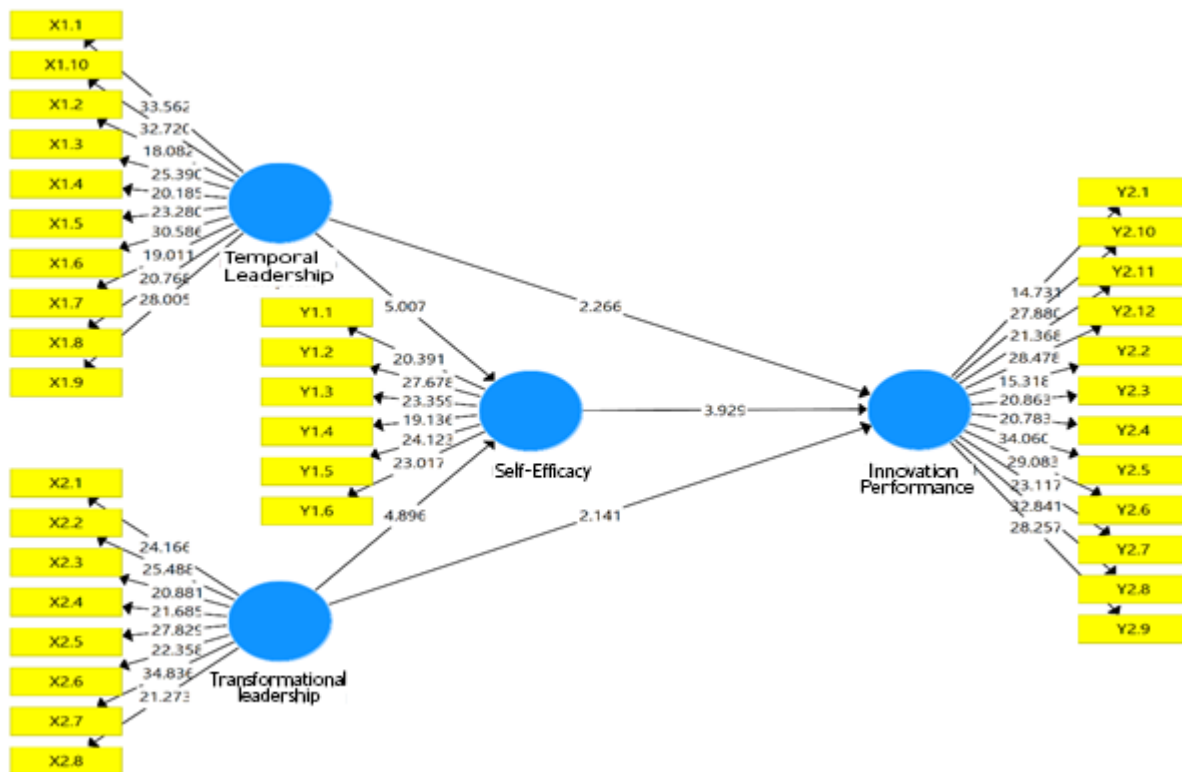 X1.1
X1.10
X1.2
X1.3
X1.4
X1.5
X1.6
X1.7
X1.8
X1.9
33.562
32.720
18.082
25.390
20.185
23.280
30.586
19.011
20.768
28.005
Temporal
Leadership
5.007
2.266
Y1.1
Y1.2
Y1.3
Y1.4
Y1.5
Y1.6
20.391
27.678
23.359
19.136
24.123
23.017
Self-Efficacy
3.929
4.896
2.141
X2.1
X2.2
X2.3
X2.4
X2.5
X2.6
X2.7
X2.8
24.166
25.488
20.881
21.685
27.829
22.358
34.836
21.273
Transformational
leadership
Innovation
Performance
14.731
27.880
21.368
28.478
15.318
20.863
20.783
34.060
29.083
23.117
32.841
28.257
Y2.1
Y2.10
Y2.11
Y2.12
Y2.2
Y2.3
Y2.4
Y2.5
Y2.6
Y2.7
Y2.8
Y2.9